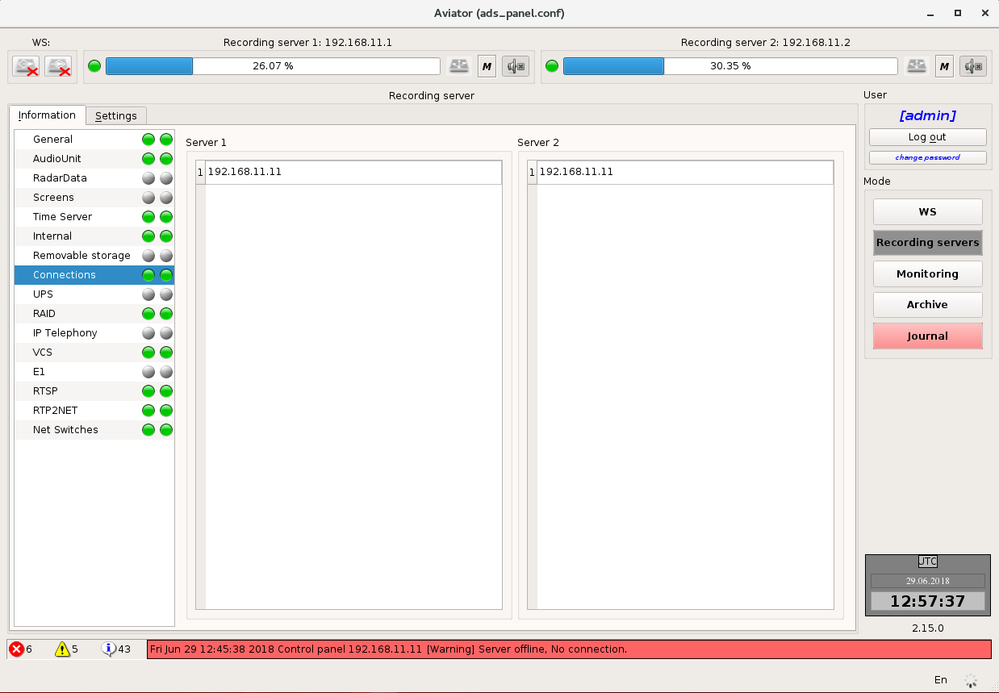 Aviator (ads_panel.conf)
WS:
Recording server 1: 192.168.11.1
Recording server 2: 192.168.11.2
26.07 %
M
30.35 %
M
Recording server
User
Information
Settings
[admin]
Log out
change password
General
AudioUnit
RadarData
Screens
Time Server
Internal
Removable storage
Connections
UPS
RAID
IP Telephony
VCS
E1
RTSP
RTP2NET
Net Switches
Server 1
1 192.168.11.11
Server 2
1 192.168.11.11
Mode
WS
Recording servers
Monitoring
Archive
Journal
UTC
29.06.2018
12:57:37
2.15.0
6
5
43
Fri Jun 29 12:45:38 2018 Control panel 192.168.11.11 [Warning] Server offline, No connection.
En